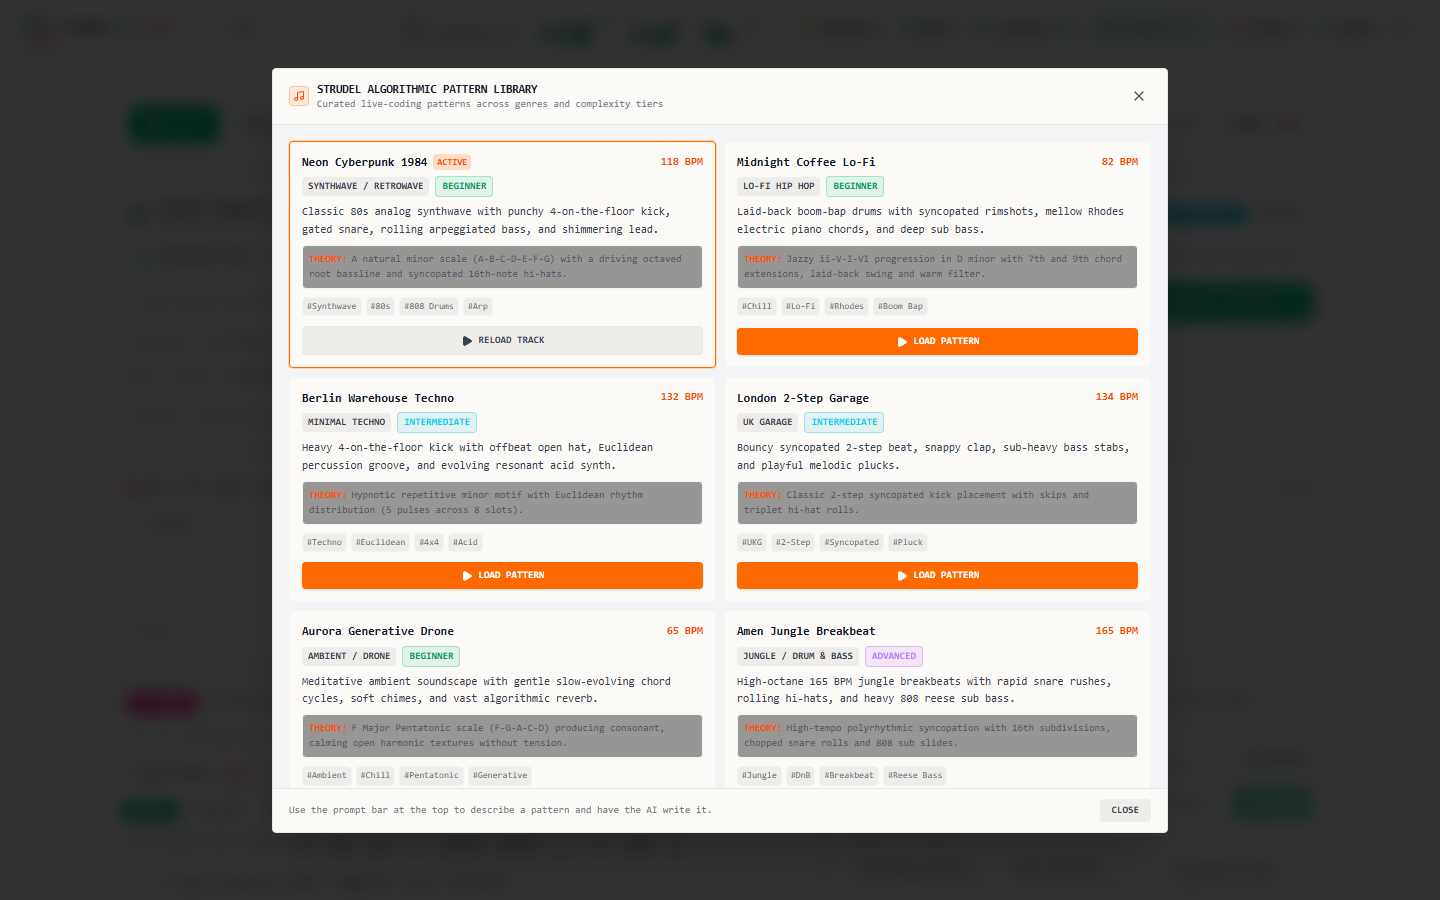 STRUDEL ALGORITHMIC PATTERN LIBRARY
Curated live-coding patterns across genres and complexity tiers
Neon Cyberpunk 1984 ACTIVE 118 BPM
SYNTHWAVE / RETROWAVE BEGINNER
Classic 80s analog synthwave with punchy 4-on-the-floor kick,
gated snare, rolling arpeggiated bass, and shimmering lead.
THEORY: A natural minor scale (A-B-C-D-E-F-G) with a driving octaved
root bassline and syncopated 16th-note hi-hats.
#Synthwave #80s #808 Drums #Arp
RELOAD TRACK
Midnight Coffee Lo-Fi 82 BPM
LO-FI HIP HOP BEGINNER
Laid-back boom-bap drums with syncopated rimshots, mellow Rhodes
electric piano chords, and deep sub bass.
THEORY: Jazzy ii-V-I-VI progression in D minor with 7th and 9th chord
extensions, laid-back swing and warm filter.
#Chill #Lo-Fi #Rhodes #Boom Bap
LOAD PATTERN
Berlin Warehouse Techno 132 BPM
MINIMAL TECHNO INTERMEDIATE
Heavy 4-on-the-floor kick with offbeat open hat, Euclidean
percussion groove, and evolving resonant acid synth.
THEORY: Hypnotic repetitive minor motif with Euclidean rhythm
distribution (5 pulses across 8 slots).
#Techno #Euclidean #4x4 #Acid
LOAD PATTERN
London 2-Step Garage 134 BPM
UK GARAGE INTERMEDIATE
Bouncy syncopated 2-step beat, snappy clap, sub-heavy bass stabs,
and playful melodic plucks.
THEORY: Classic 2-step syncopated kick placement with skips and
triplet hi-hat rolls.
#UKG #2-Step #Syncopated #Pluck
LOAD PATTERN
Aurora Generative Drone 65 BPM
AMBIENT / DRONE BEGINNER
Meditative ambient soundscape with gentle slow-evolving chord
cycles, soft chimes, and vast algorithmic reverb.
THEORY: F Major Pentatonic scale (F-G-A-C-D) producing consonant,
calming open harmonic textures without tension.
#Ambient #Chill #Pentatonic #Generative
Amen Jungle Breakbeat 165 BPM
JUNGLE / DRUM & BASS ADVANCED
High-octane 165 BPM jungle breakbeats with rapid snare rushes,
rolling hi-hats, and heavy 808 reese sub bass.
THEORY: High-tempo polyrhythmic syncopation with 16th subdivisions,
chopped snare rolls and 808 sub slides.
#Jungle #DnB #Breakbeat #Reese Bass
Use the prompt bar at the top to describe a pattern and have the AI write it.
CLOSE